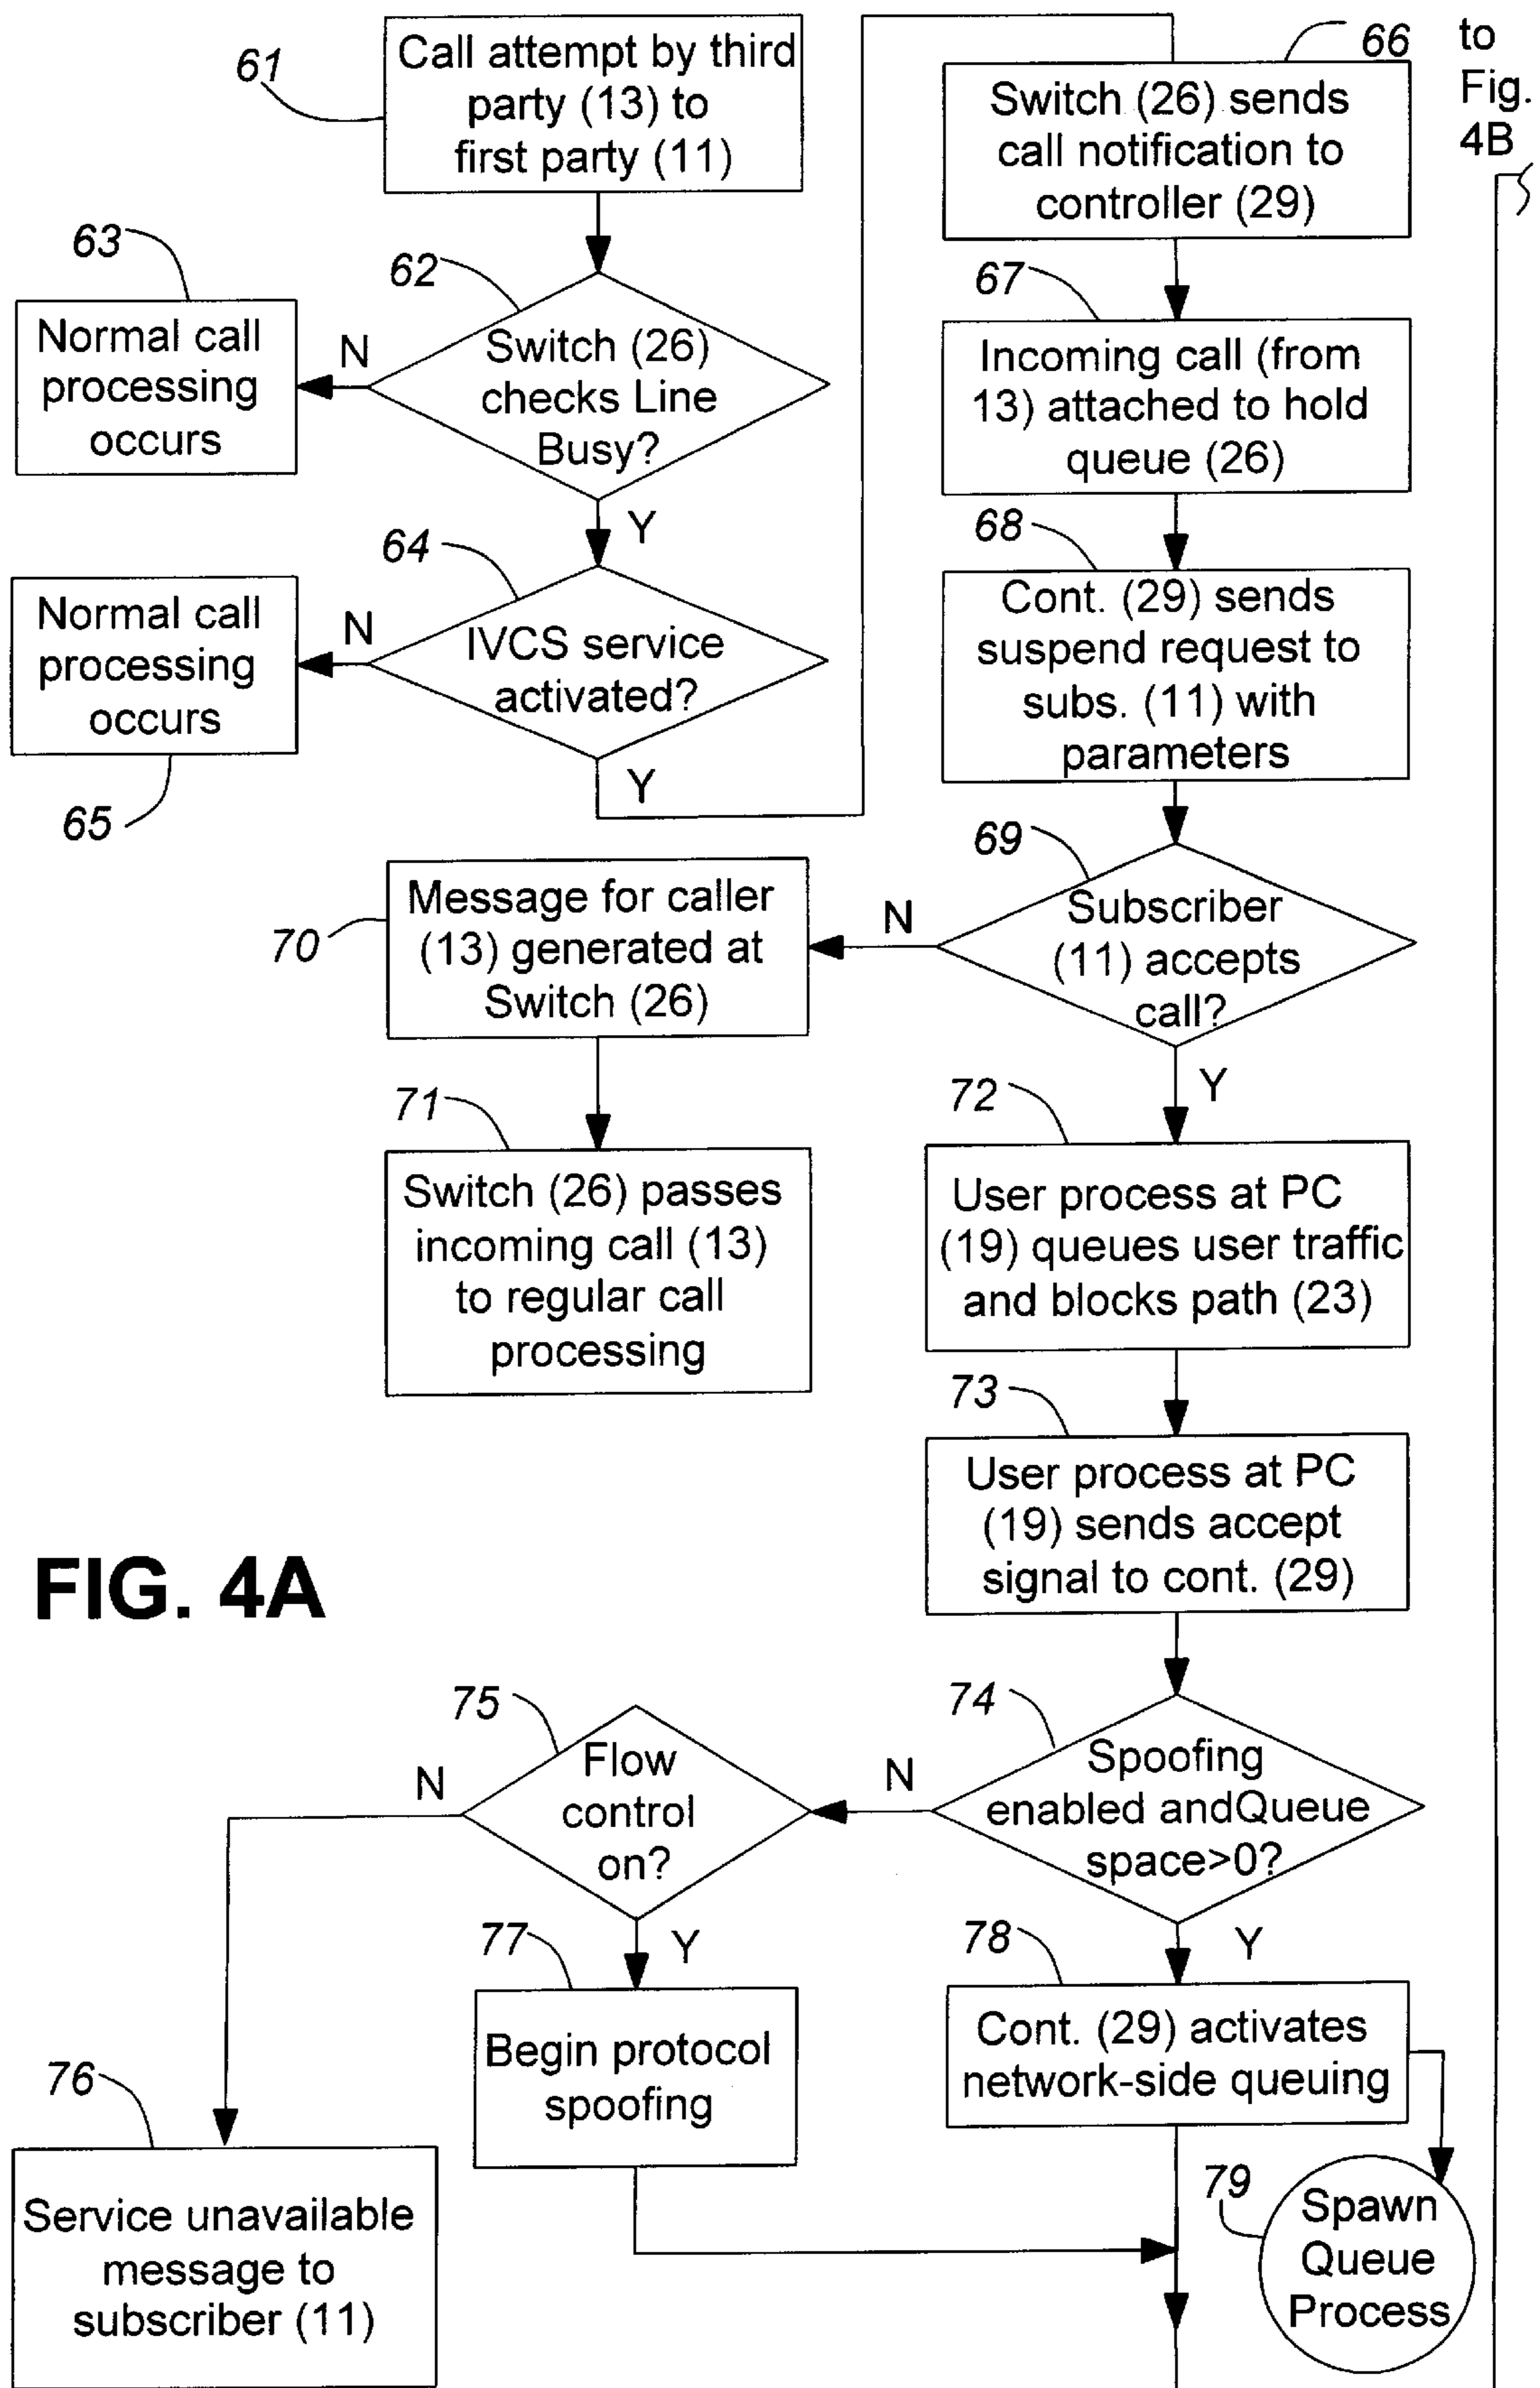 61
Call attempt by third
party (13) to
first party (11)
63
Normal call
processing
occurs
N
62
Switch (26)
checks Line
Busy?
Y
65
Normal call
processing
occurs
N
64
IVCS service
activated?
Y
66
Switch (26) sends
call notification to
controller (29)
to
Fig.
4B
67
Incoming call (from
13) attached to hold
queue (26)
68
Cont. (29) sends
suspend request to
subs. (11) with
parameters
69
Subscriber
(11) accepts
call?
N
Y
70
Message for caller
(13) generated at
Switch (26)
71
Switch (26) passes
incoming call (13)
to regular call
processing
72
User process at PC
(19) queues user traffic
and blocks path (23)
73
User process at PC
(19) sends accept
signal to cont. (29)
FIG. 4A
74
Spoofing
enabled andQueue
space>0?
N
Y
75
Flow
control
on?
N
Y
76
Service unavailable
message to
subscriber (11)
77
Begin protocol
spoofing
78
Cont. (29) activates
network-side queuing
79
Spawn
Queue
Process